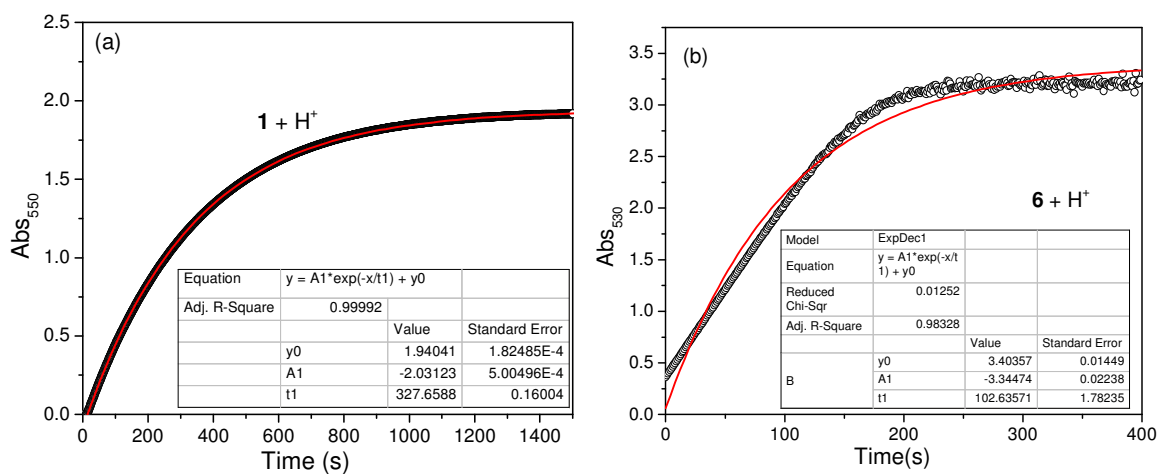 (a)
1 + H⁺
Abs₅₅₀
2.5
2.0
1.5
1.0
0.5
0.0
Equation y = A1*exp(-x/t1) + y0
Adj. R-Square 0.99992
Value Standard Error
y0 1.94041 1.82485E-4
A1 -2.03123 5.00496E-4
t1 327.6588 0.16004
0 200 400 600 800 1000 1200 1400
Time (s)
(b)
6 + H⁺
Abs₅₃₀
3.5
3.0
2.5
2.0
1.5
1.0
0.5
0.0
Model ExpDec1
Equation y = A1*exp(-x/t
1) + y0
Reduced
Chi-Sqr
0.01252
Adj. R-Square 0.98328
Value Standard Error
y0 3.40357 0.01449
B A1 -3.34474 0.02238
t1 102.63571 1.78235
0 100 200 300 400
Time(s)